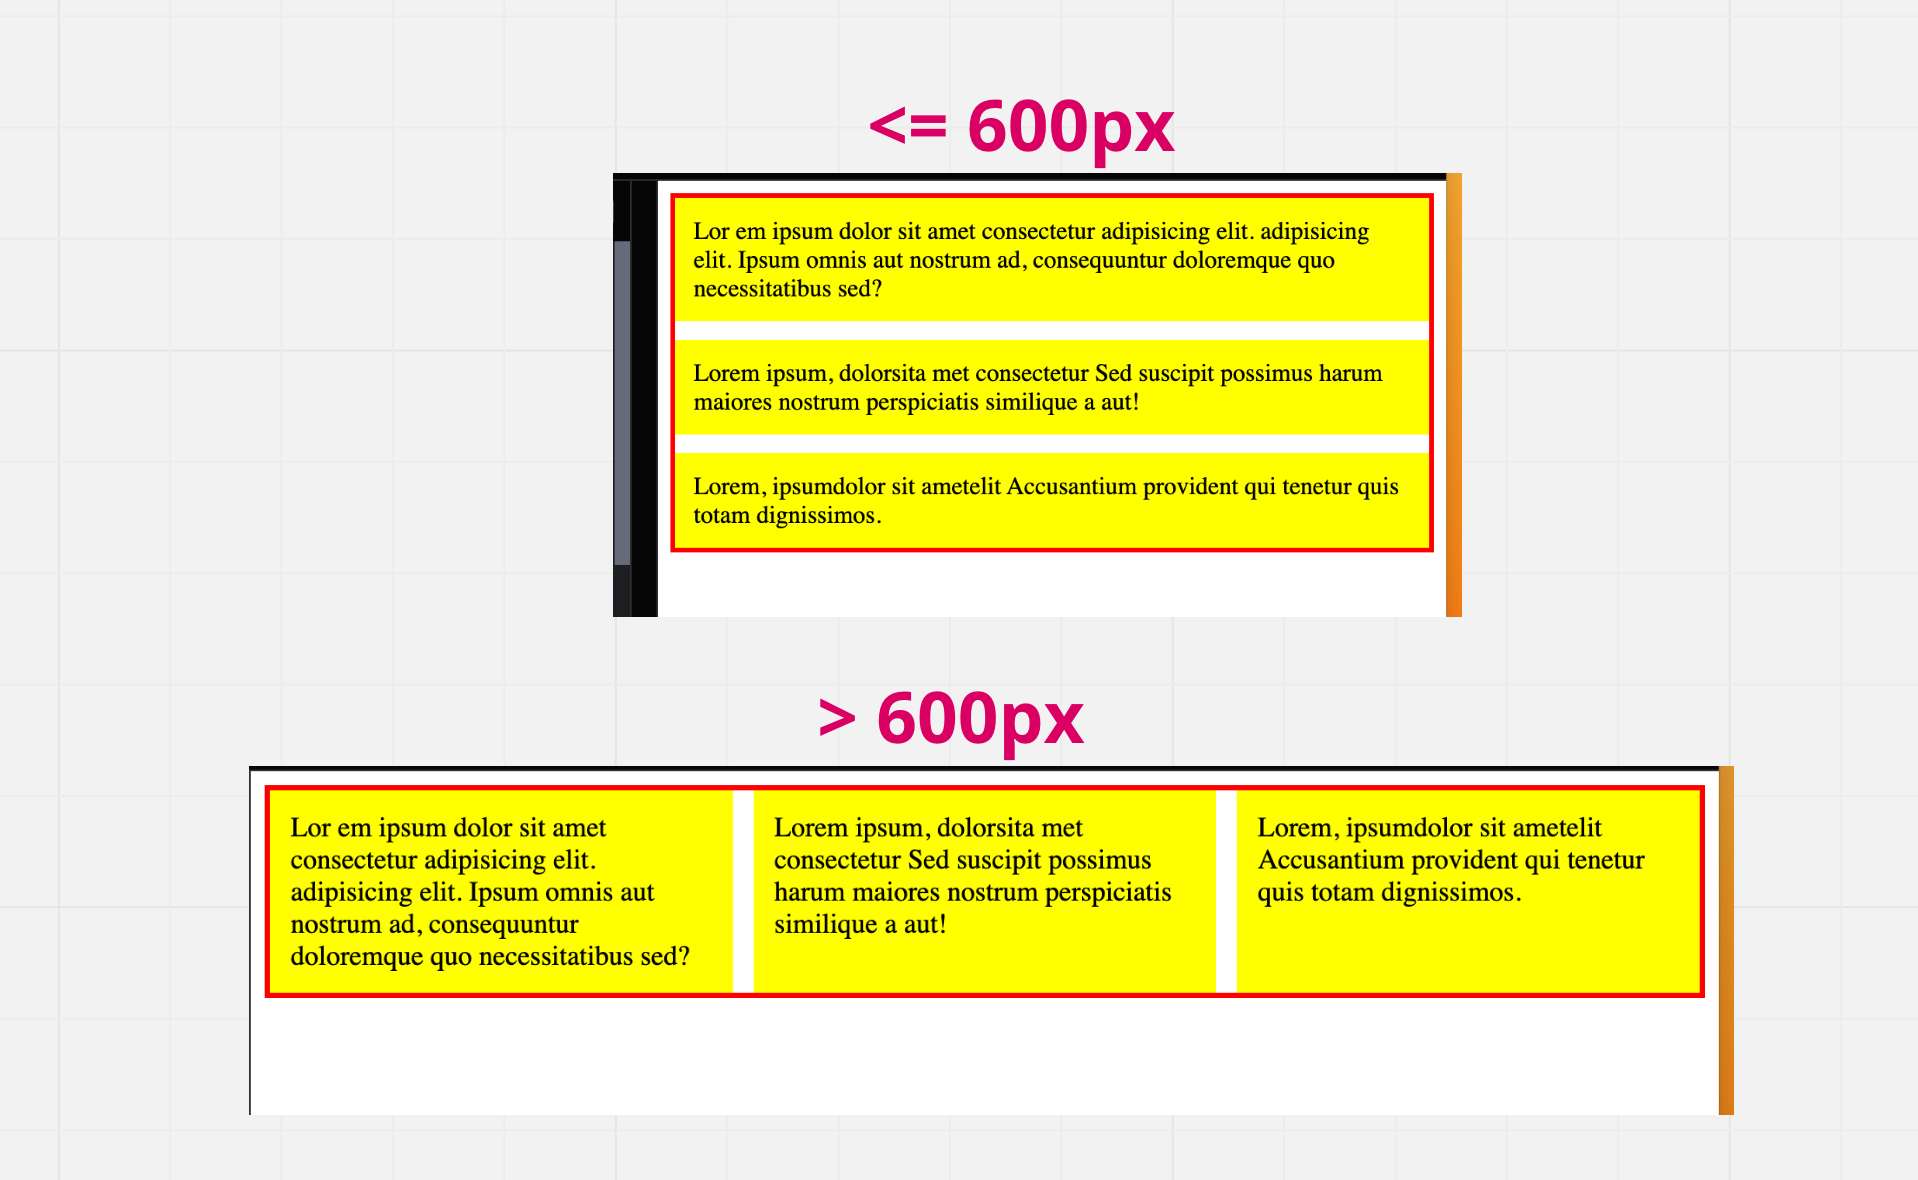 <= 600px
Lor em ipsum dolor sit amet consectetur adipisicing elit. adipisicing
elit. Ipsum omnis aut nostrum ad, consequuntur doloremque quo
necessitatibus sed?
Lorem ipsum, dolorsita met consectetur Sed suscipit possimus harum
maiores nostrum perspiciatis similique a aut!
Lorem, ipsumdolor sit ametelit Accusantium provident qui tenetur quis
totam dignissimos.
> 600px
Lor em ipsum dolor sit amet
consectetur adipisicing elit.
adipisicing elit. Ipsum omnis aut
nostrum ad, consequuntur
doloremque quo necessitatibus sed?
Lorem ipsum, dolorsita met
consectetur Sed suscipit possimus
harum maiores nostrum perspiciatis
similique a aut!
Lorem, ipsumdolor sit ametelit
Accusantium provident qui tenetur
quis totam dignissimos.